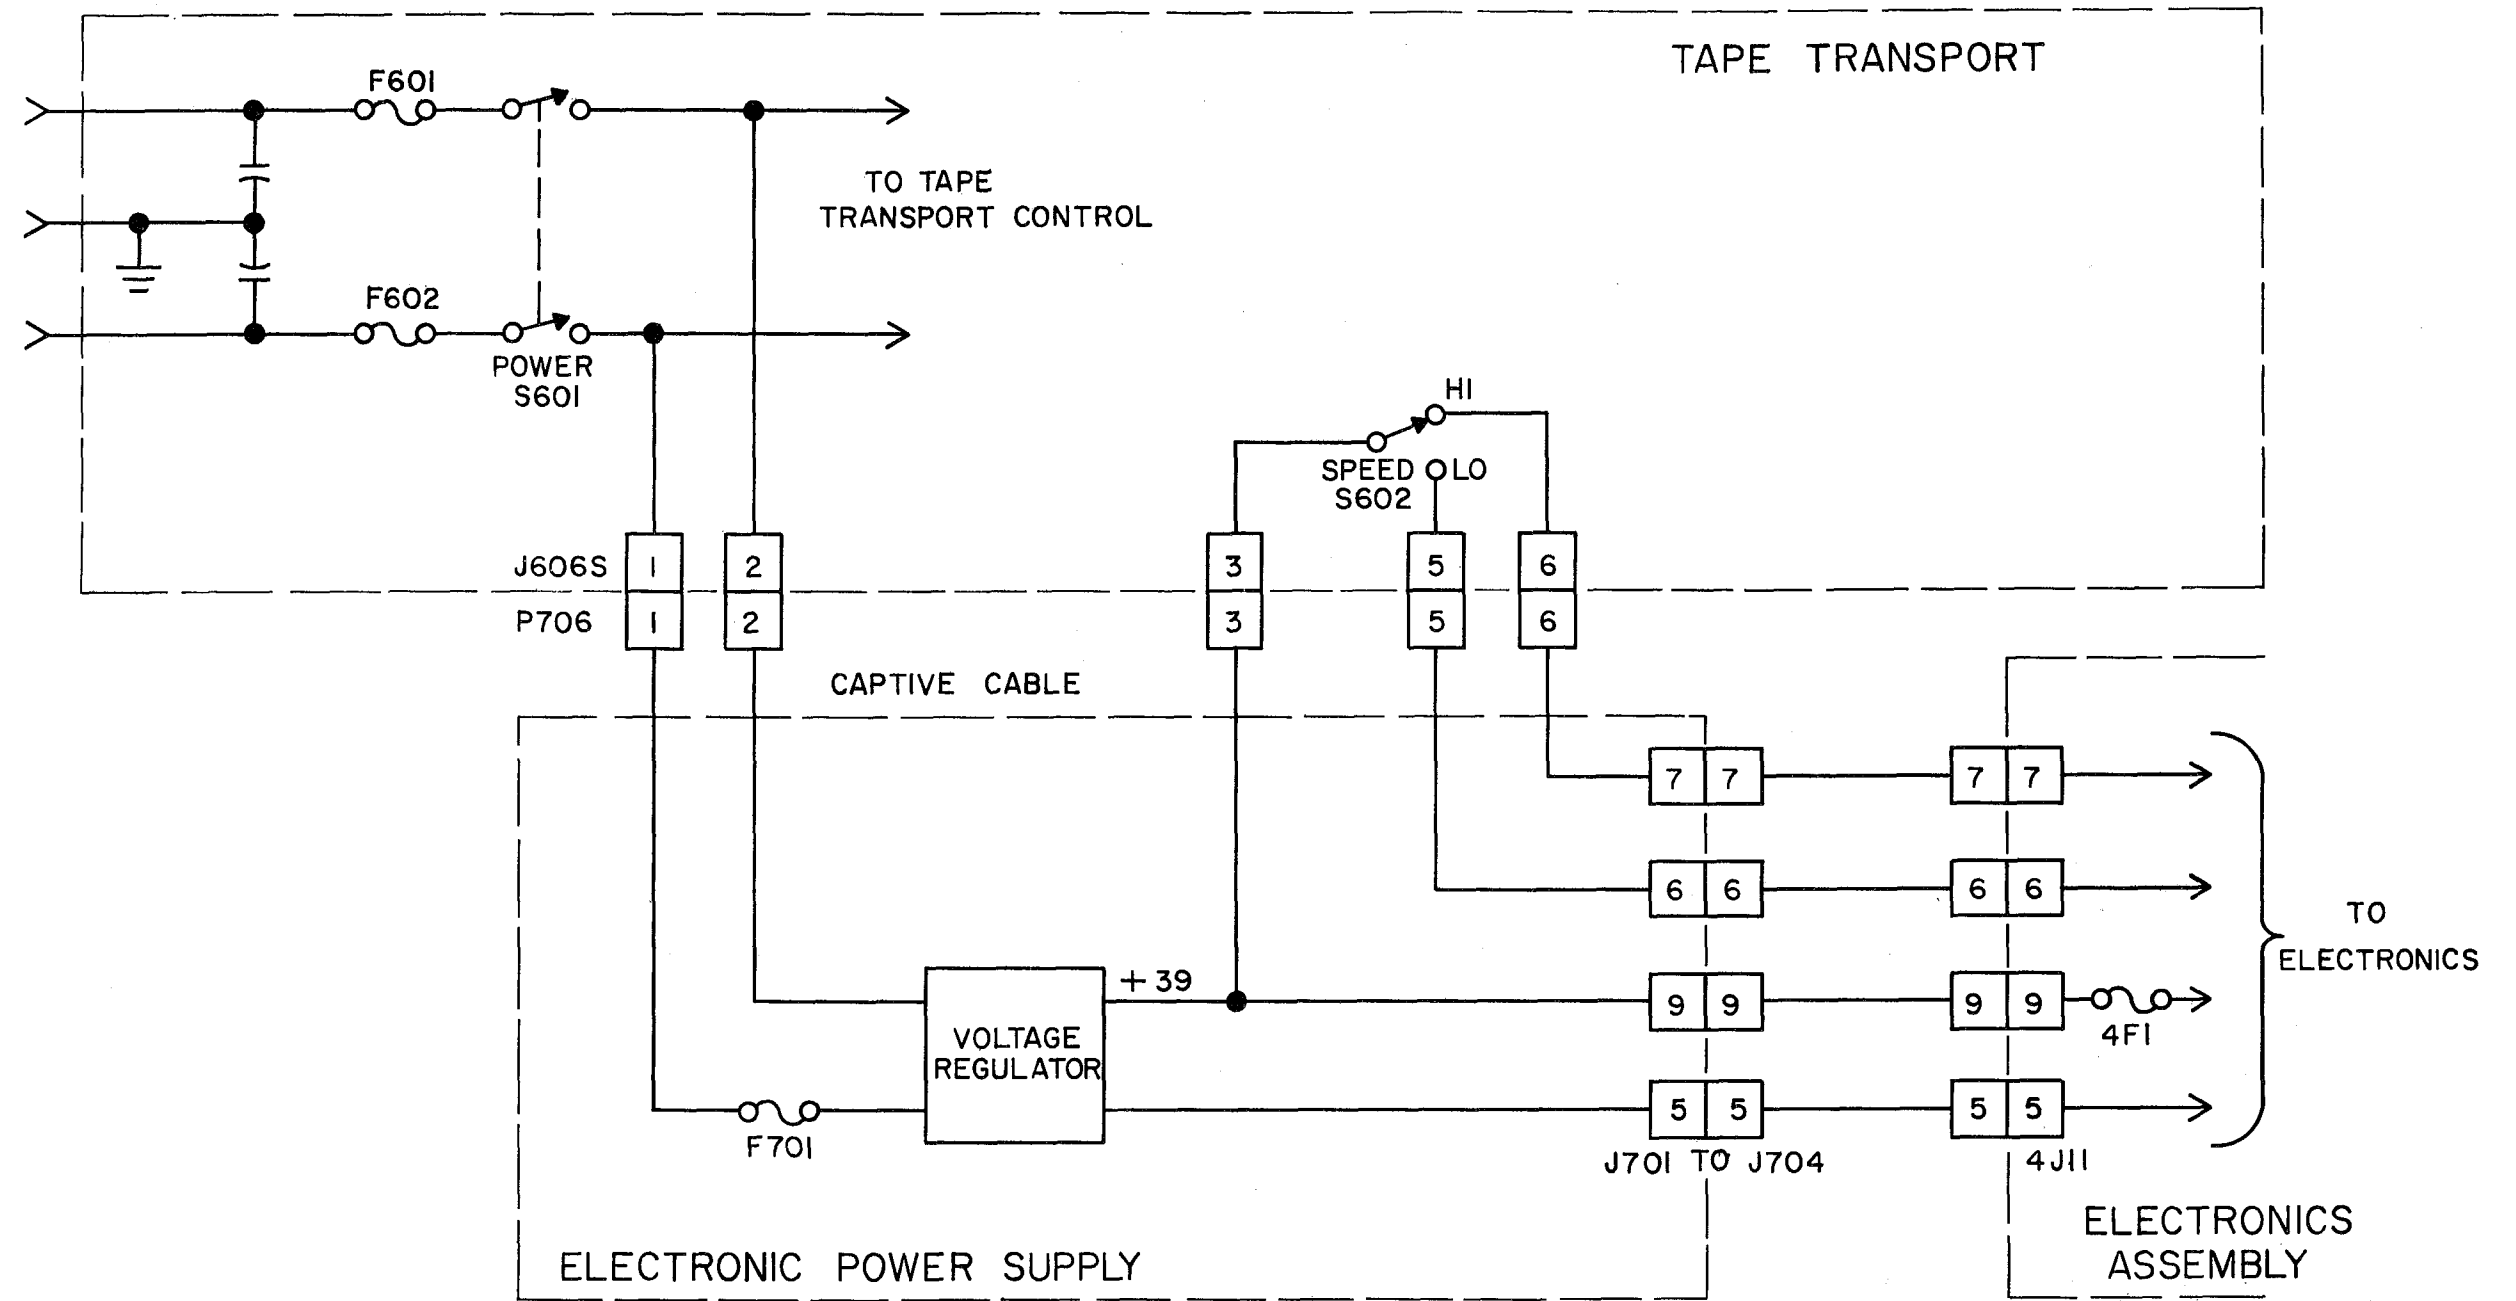 TAPE TRANSPORT
F601
TO TAPE
TRANSPORT CONTROL
F602
POWER
S601
HI
SPEED
LO
S602
J606S
1
2
3
5
6
P706
1
2
3
5
6
CAPTIVE CABLE
7 7
7 7
6 6
6 6
TO
ELECTRONICS
+39
9 9
9 9
4F1
VOLTAGE
REGULATOR
5 5
5 5
F701
J701 TO J704
4J11
ELECTRONIC POWER SUPPLY
ELECTRONICS
ASSEMBLY